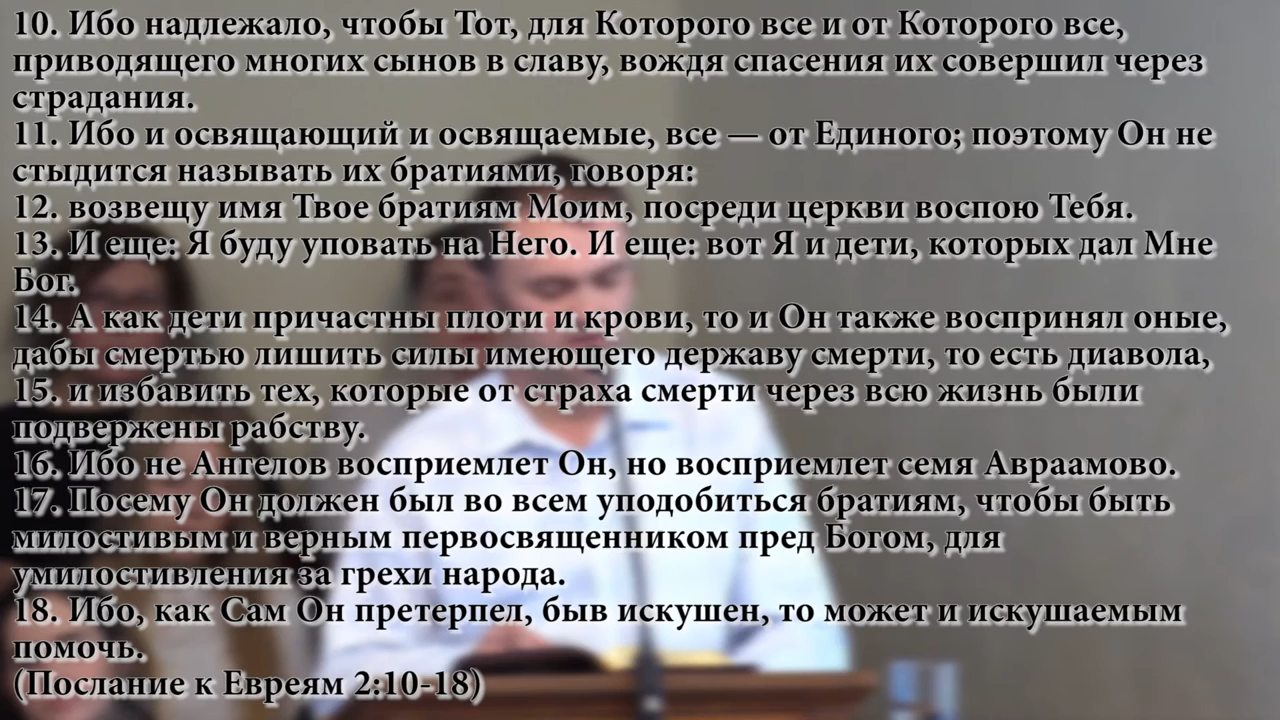 10. Ибо надлежало, чтобы Тот, для Которого все и от Которого все,
приводящего многих сынов в славу, вождя спасения их совершил через
страдания.
11. Ибо и освящающий и освящаемые, все — от Единого; поэтому Он не
стыдится называть их братиями, говоря:
12. возвещу имя Твое братиям Моим, посреди церкви воспою Тебя.
13. И еще: Я буду уповать на Него. И еще: вот Я и дети, которых дал Мне
Бог.
14. А как дети причастны плоти и крови, то и Он также воспринял оные,
дабы смертью лишить силы имеющего державу смерти, то есть диавола,
15. и избавить тех, которые от страха смерти через всю жизнь были
подвержены рабству.
16. Ибо не Ангелов восприемлет Он, но восприемлет семя Авраамово.
17. Посему Он должен был во всем уподобиться братиям, чтобы быть
милостивым и верным первосвященником пред Богом, для
умилостивления за грехи народа.
18. Ибо, как Сам Он претерпел, быв искушен, то может и искушаемым
помочь.
(Послание к Евреям 2:10-18)